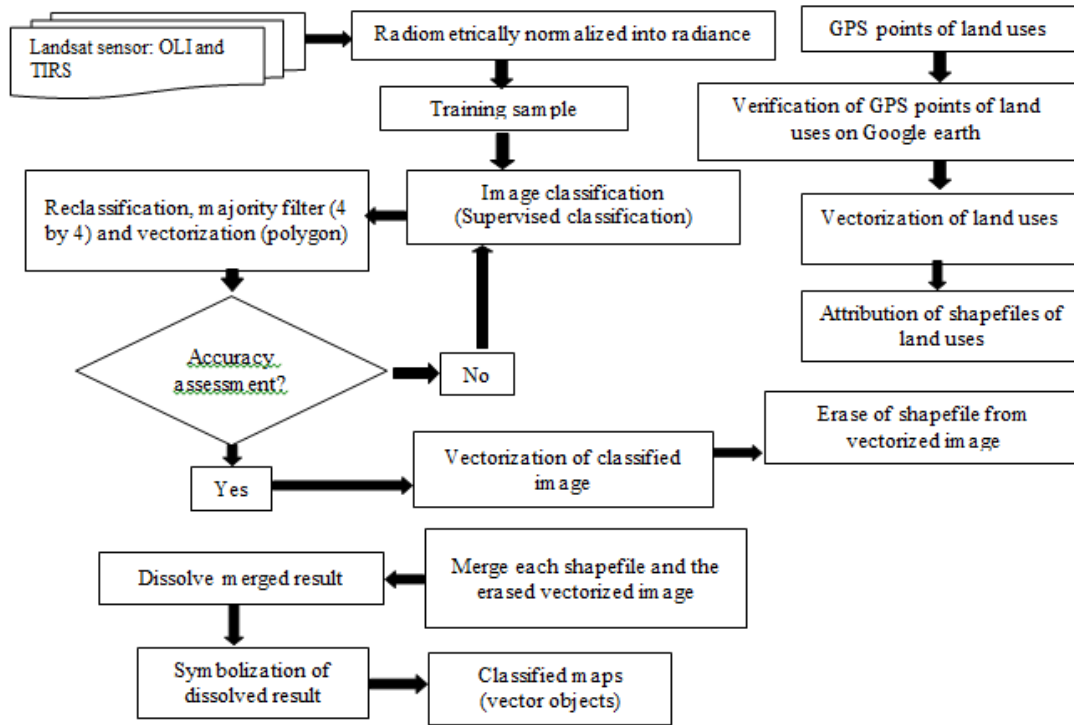 Landsat sensor: OLI and
TIRS
Radiometrically normalized into radiance
GPS points of land uses
Training sample
Verification of GPS points of land
uses on Google earth
Image classification
(Supervised classification)
Reclassification, majority filter (4
by 4) and vectorization (polygon)
Vectorization of land uses
Attribution of shapefiles of
land uses
Accuracy
assessment?
No
Erase of shapefile from
vectorized image
Yes
Vectorization of classified
image
Merge each shapefile and the
erased vectorized image
Dissolve merged result
Symbolization of
dissolved result
Classified maps
(vector objects)